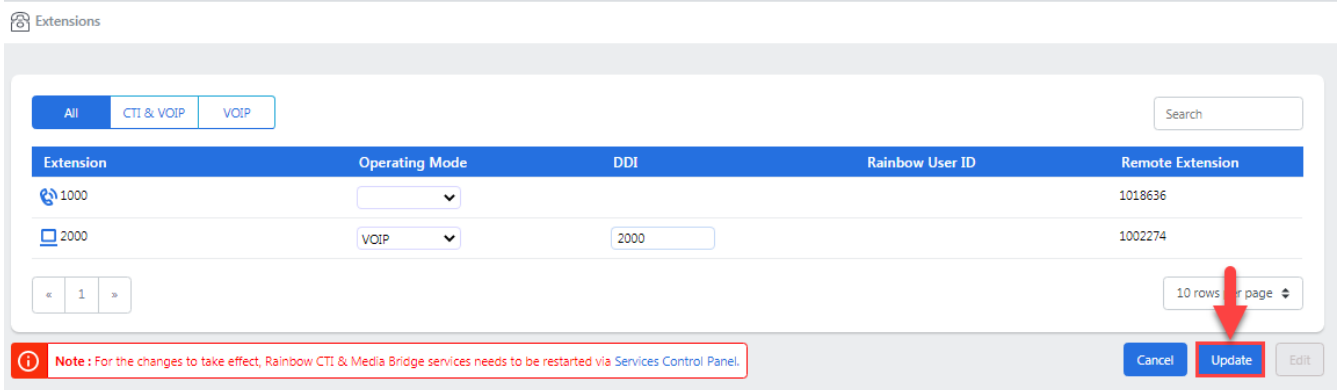 Extensions
All CTI & VOIP VOIP Search
Extension Operating Mode DDI Rainbow User ID Remote Extension
1000 1018636
2000 VOIP 2000 1002274
« 1 » 10 rows per page
Note : For the changes to take effect, Rainbow CTI & Media Bridge services needs to be restarted via Services Control Panel. Cancel Update Edit